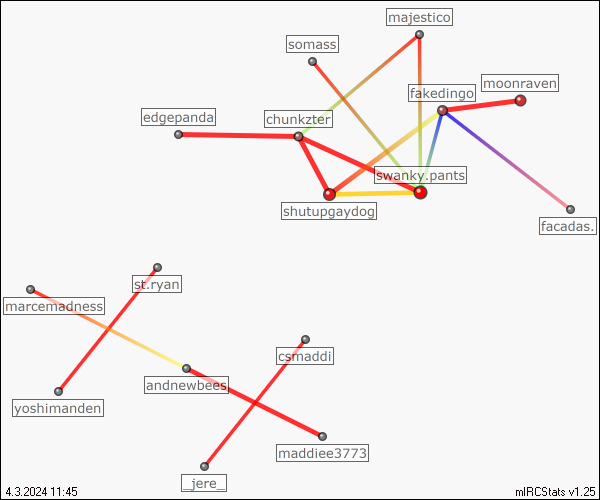 majestico
somass
moonraven
fakedingo
edgepanda
chunkzter
swanky.pants
shutupgaydog
facadas.
st.ryan
marcemadness
csmaddi
andnewbees
yoshimanden
maddiee3773
_jere_
4.3.2024 11:45
mIRCStats v1.25